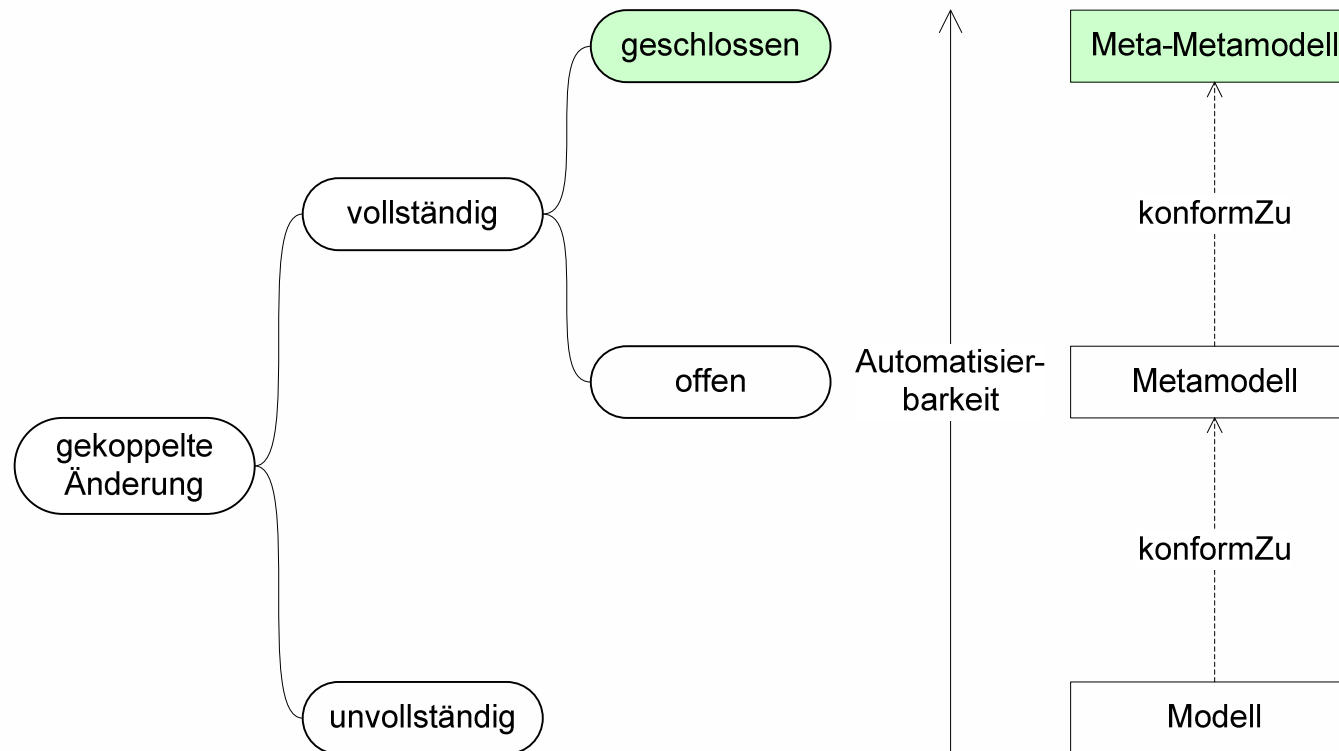 geschlossen
Meta-Metamodell
vollständig
konformZu
Automatisier-
barkeit
offen
Metamodell
gekoppelte
Änderung
konformZu
unvollständig
Modell